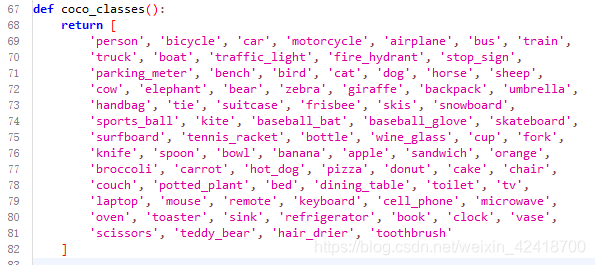 67 def coco_classes():
68     return [
69         'person', 'bicycle', 'car', 'motorcycle', 'airplane', 'bus', 'train',
70         'truck', 'boat', 'traffic_light', 'fire_hydrant', 'stop_sign',
71         'parking_meter', 'bench', 'bird', 'cat', 'dog', 'horse', 'sheep',
72         'cow', 'elephant', 'bear', 'zebra', 'giraffe', 'backpack', 'umbrella',
73         'handbag', 'tie', 'suitcase', 'frisbee', 'skis', 'snowboard',
74         'sports_ball', 'kite', 'baseball_bat', 'baseball_glove', 'skateboard',
75         'surfboard', 'tennis_racket', 'bottle', 'wine_glass', 'cup', 'fork',
76         'knife', 'spoon', 'bowl', 'banana', 'apple', 'sandwich', 'orange',
77         'broccoli', 'carrot', 'hot_dog', 'pizza', 'donut', 'cake', 'chair',
78         'couch', 'potted_plant', 'bed', 'dining_table', 'toilet', 'tv',
79         'laptop', 'mouse', 'remote', 'keyboard', 'cell_phone', 'microwave',
80         'oven', 'toaster', 'sink', 'refrigerator', 'book', 'clock', 'vase',
81         'scissors', 'teddy_bear', 'hair_drier', 'toothbrush'
82     ]
https://blog.csdn.net/weixin_42418700